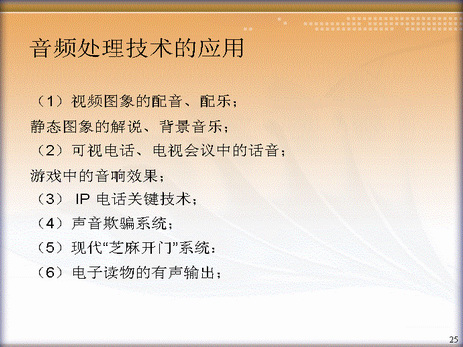 音频处理技术的应用
（1）视频图象的配音、配乐；
静态图象的解说、背景音乐；
（2）可视电话、电视会议中的话音；
游戏中的音响效果；
（3） IP 电话关键技术；
（4）声音欺骗系统；
（5）现代“芝麻开门”系统：
（6）电子读物的有声输出；
25